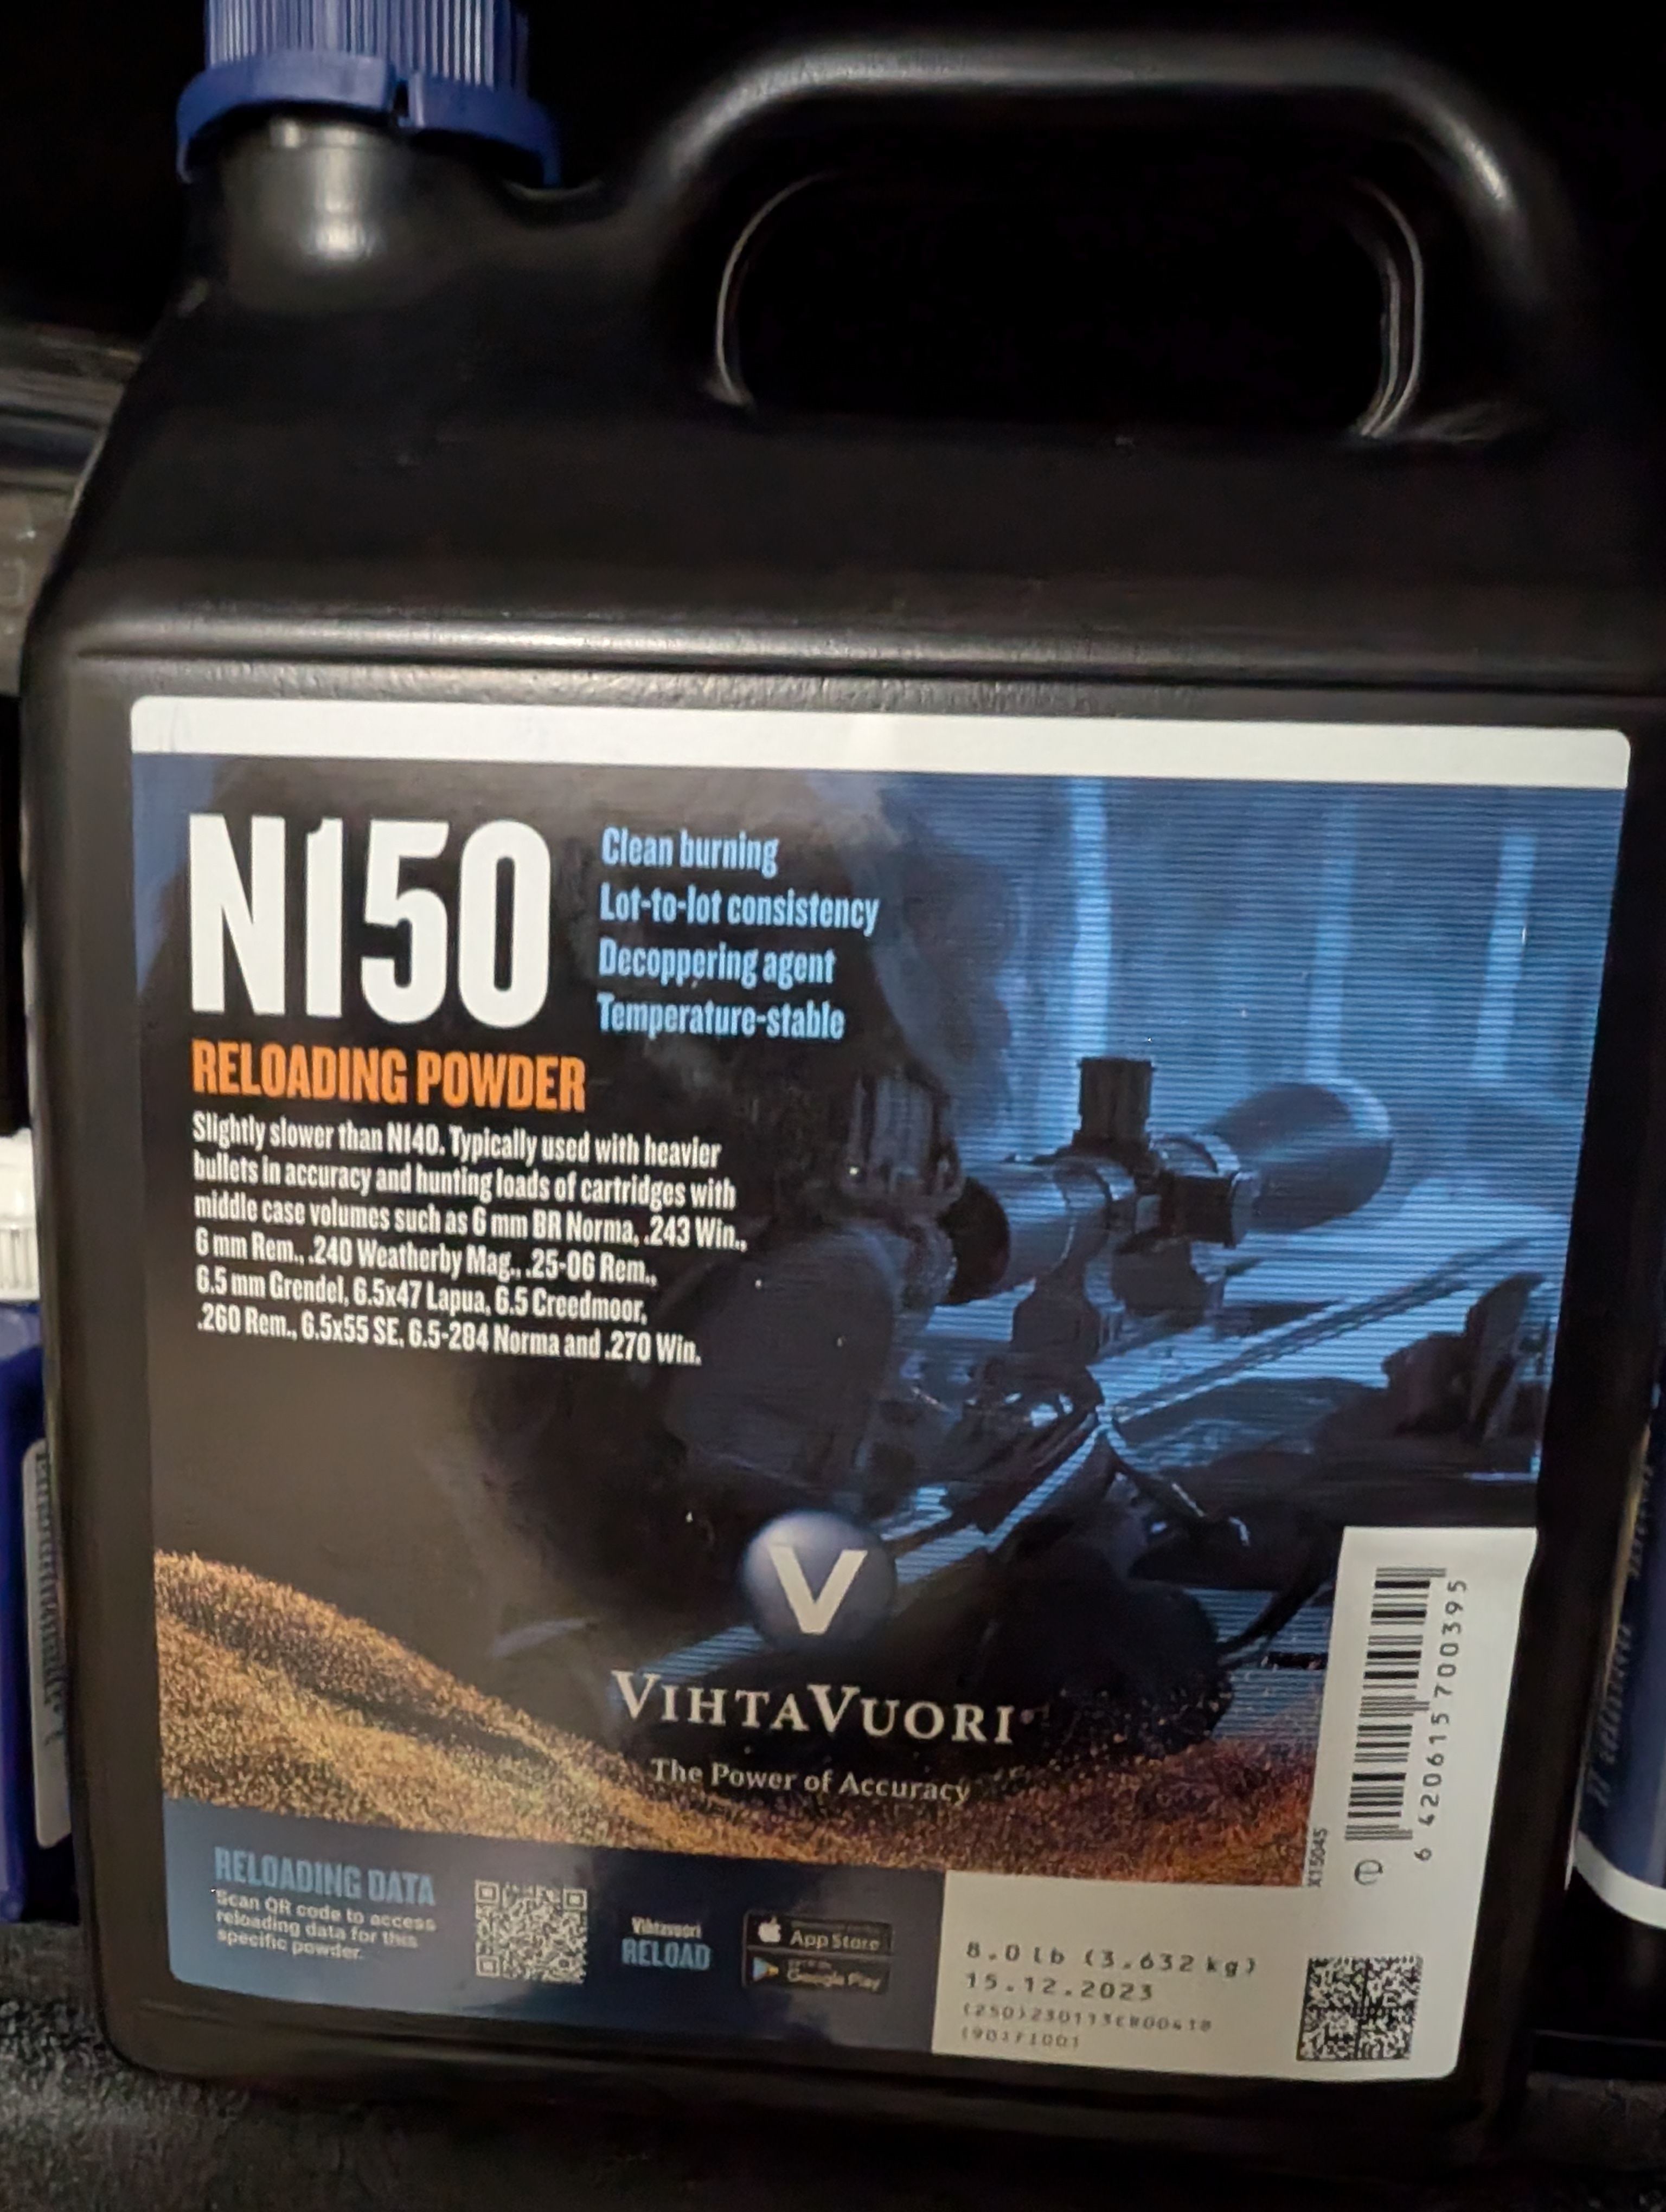 N150
Clean burning
Lot-to-lot consistency
Decoppering agent
Temperature-stable
RELOADING POWDER
Slightly slower than N140. Typically used with heavier
bullets in accuracy and hunting loads of cartridges with
middle case volumes such as 6 mm BR Norma, .243 Win.,
6 mm Rem., .240 Weatherby Mag., .25-06 Rem.,
6.5 mm Grendel, 6.5x47 Lapua, 6.5 Creedmoor,
.260 Rem., 6.5x55 SE, 6.5-284 Norma and .270 Win.
V
VIHTAVUORI
The Power of Accuracy
RELOADING DATA
Scan QR code to access
reloading data for this
specific powder.
Vihtavuori
RELOAD
App Store
Google Play
X15045
e
6 420615 700395
8.0 lb (3.632 kg)
15.12.2023